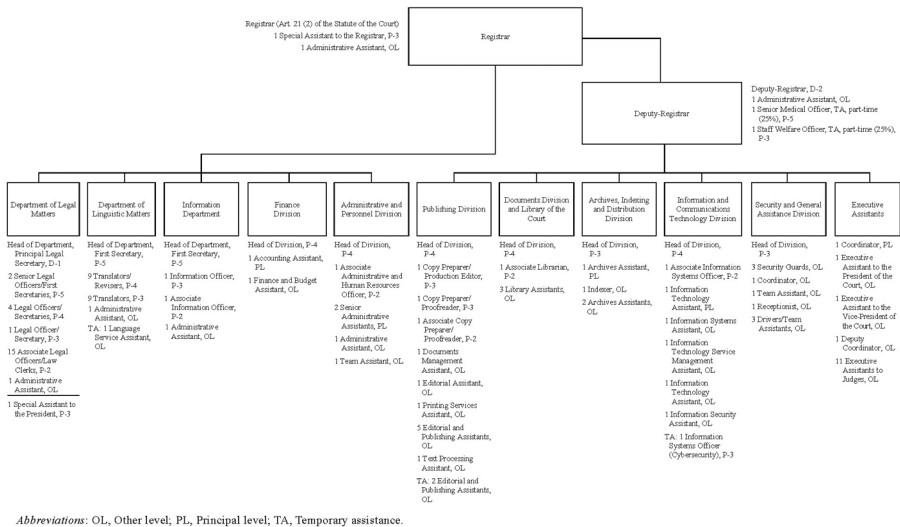 Registrar (Art. 21 (2) of the Statute of the Court)
1 Special Assistant to the Registrar, P-3
1 Administrative Assistant, OL
Registrar
Deputy-Registrar
Deputy-Registrar, D-2
1 Administrative Assistant, OL
1 Senior Medical Officer, TA, part-time
(25%), P-5
1 Staff Welfare Officer, TA, part-time (25%),
P-3
Department of Legal
Matters
Head of Department,
Principal Legal
Secretary, D-1
2 Senior Legal
Officers/First
Secretaries, P-5
4 Legal Officers/
Secretaries, P-4
1 Legal Officer/
Secretary, P-3
15 Associate Legal
Officers/Law
Clerks, P-2
1 Administrative
Assistant, OL
1 Special Assistant to
the President, P-3
Department of
Linguistic Matters
Head of Department,
First Secretary,
P-5
9 Translators/
Revisers, P-4
9 Translators, P-3
1 Administrative
Assistant, OL
TA: 1 Language
Service Assistant,
OL
Information
Department
Head of Department,
First Secretary,
P-5
1 Information Officer,
P-3
1 Associate
Information Officer,
P-2
1 Administrative
Assistant, OL
Finance
Division
Head of Division, P-4
1 Accounting Assistant,
PL
1 Finance and Budget
Assistant, OL
Administrative and
Personnel Division
Head of Division,
P-4
1 Associate
Administrative and
Human Resources
Officer, P-2
2 Senior
Administrative
Assistants, PL
1 Administrative
Assistant, OL
1 Team Assistant, OL
Publishing Division
Head of Division,
P-4
1 Copy Preparer/
Production Editor,
P-3
1 Copy Preparer/
Proofreader, P-3
1 Associate Copy
Preparer/
Proofreader, P-2
1 Documents
Management
Assistant, OL
1 Editorial Assistant,
OL
1 Printing Services
Assistant, OL
5 Editorial and
Publishing Assistants,
OL
1 Text Processing
Assistant, OL
TA: 2 Editorial and
Publishing Assistants,
OL
Documents Division
and Library of the
Court
Head of Division,
P-4
1 Associate Librarian,
P-2
3 Library Assistants,
OL
Archives, Indexing
and Distribution
Division
Head of Division,
P-3
1 Archives Assistant,
PL
1 Indexer, OL
2 Archives Assistants,
OL
Information and
Communications
Technology Division
Head of Division,
P-4
1 Associate Information
Systems Officer, P-2
1 Information
Technology
Assistant, PL
1 Information Systems
Assistant, OL
1 Information
Technology Service
Management
Assistant, OL
1 Information
Technology
Assistant, OL
1 Information Security
Assistant, OL
TA: 1 Information
Systems Officer
(Cybersecurity), P-3
Security and General
Assistance Division
Head of Division,
P-3
3 Security Guards, OL
1 Coordinator, OL
1 Team Assistant, OL
1 Receptionist, OL
3 Drivers/Team
Assistants, OL
Executive
Assistants
1 Coordinator, PL
1 Executive
Assistant to the
President of the
Court, OL
1 Executive
Assistant to the
Vice-President of
the Court, OL
1 Deputy
Coordinator, OL
11 Executive
Assistants to
Judges, OL
Abbreviations: OL, Other level; PL, Principal level; TA, Temporary assistance.